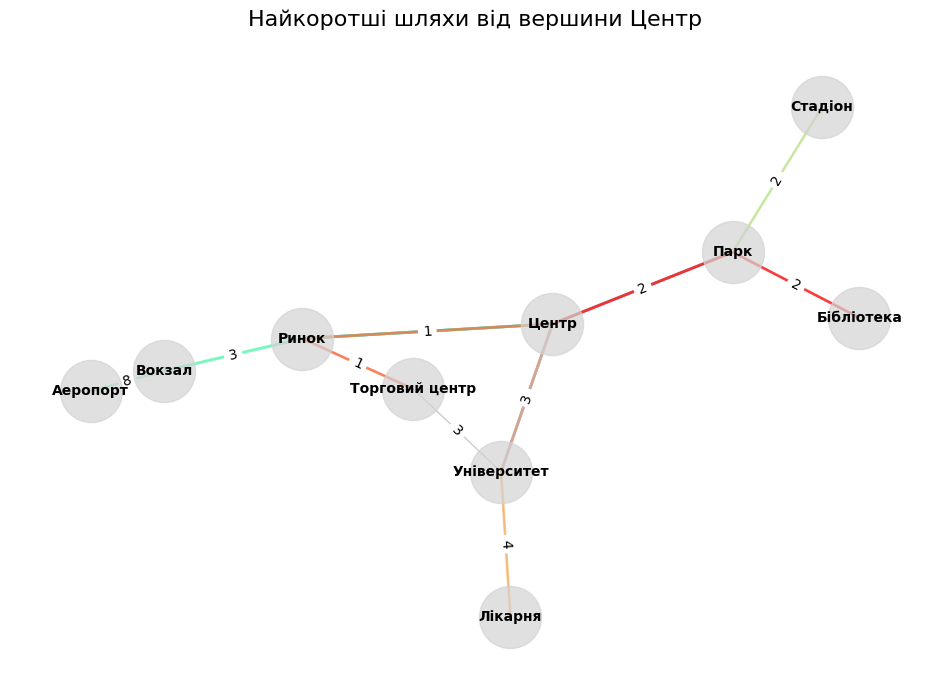 Найкоротші шляхи від вершини Центр
Стадіон
2
Парк
2
2
Бібліотека
Центр
1
Ринок
3
Вокзал
8
Аеропорт
1
Торговий центр
3
3
Університет
4
Лікарня